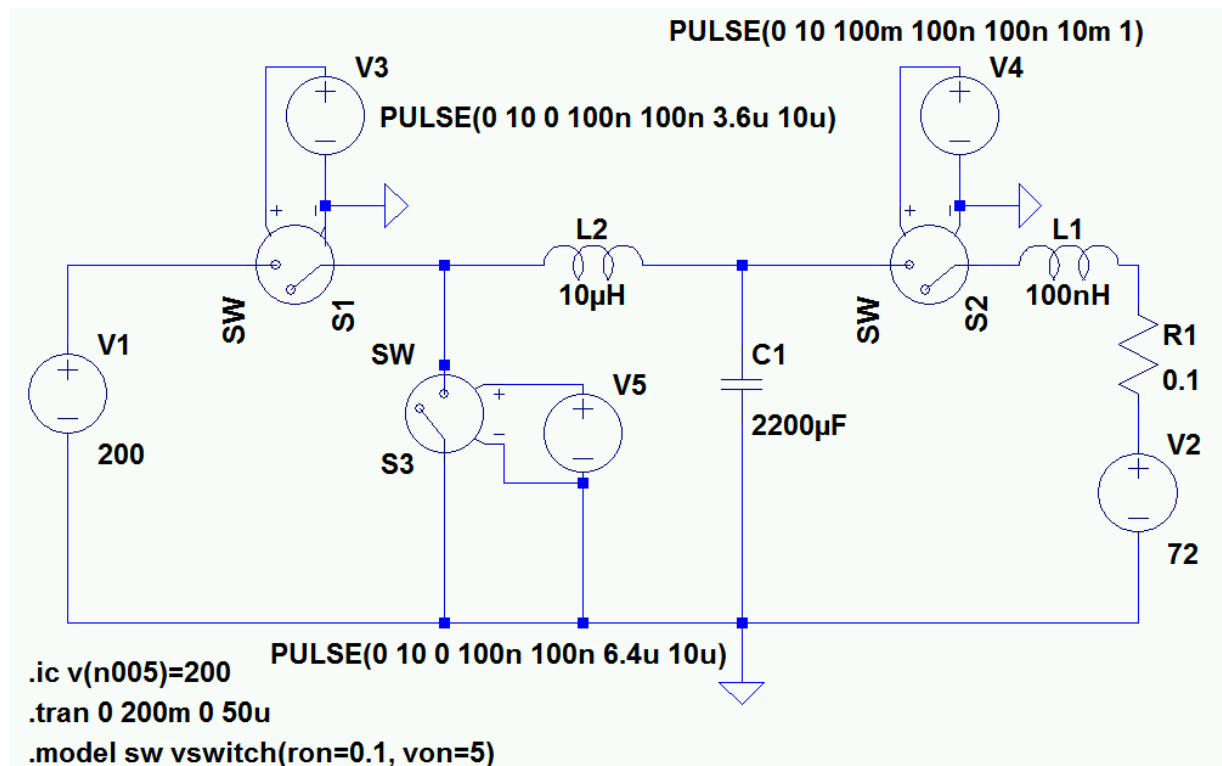 PULSE(0 10 100m 100n 100n 10m 1)
V3
V4
PULSE(0 10 0 100n 100n 3.6u 10u)
+
−
+
−
+
−
+
−
L2
L1
10µH
100nH
SW
S1
SW
S2
V1
+
−
200
SW
S3
+
−
V5
+
−
C1
2200µF
R1
0.1
V2
+
−
72
PULSE(0 10 0 100n 100n 6.4u 10u)
.ic v(n005)=200
.tran 0 200m 0 50u
.model sw vswitch(ron=0.1, von=5)